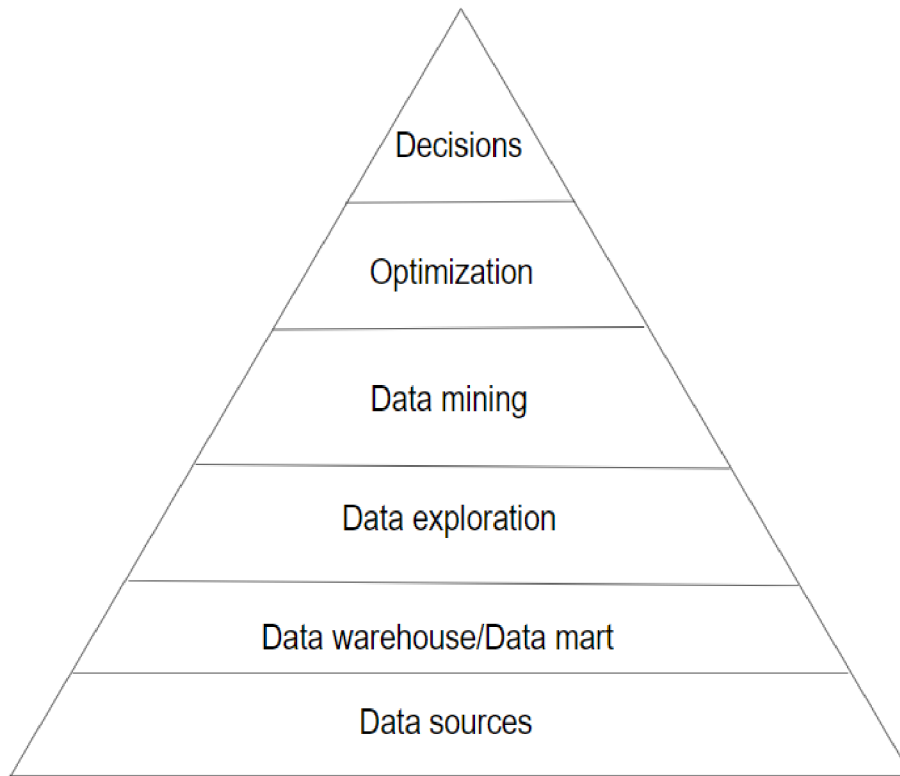 Decisions
Optimization
Data mining
Data exploration
Data warehouse/Data mart
Data sources